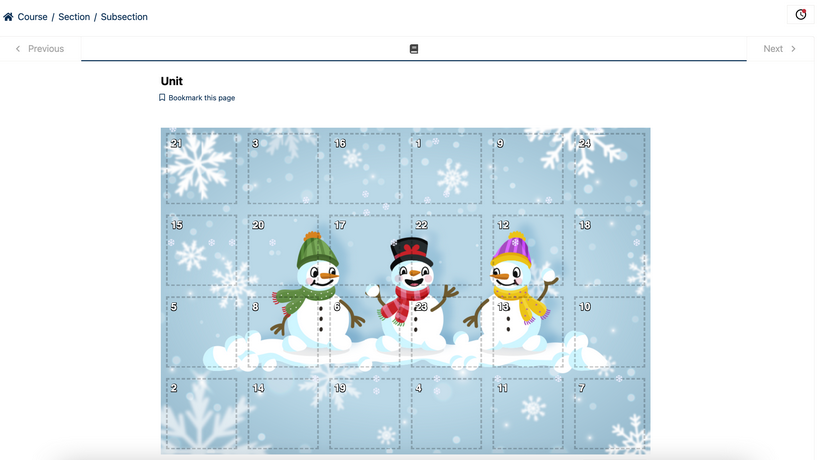 Course / Section / Subsection
Previous
Next
Unit
Bookmark this page
21 3 16 1 9 24
15 20 17 22 12 18
5 8 6 23 13 10
2 14 19 4 11 7